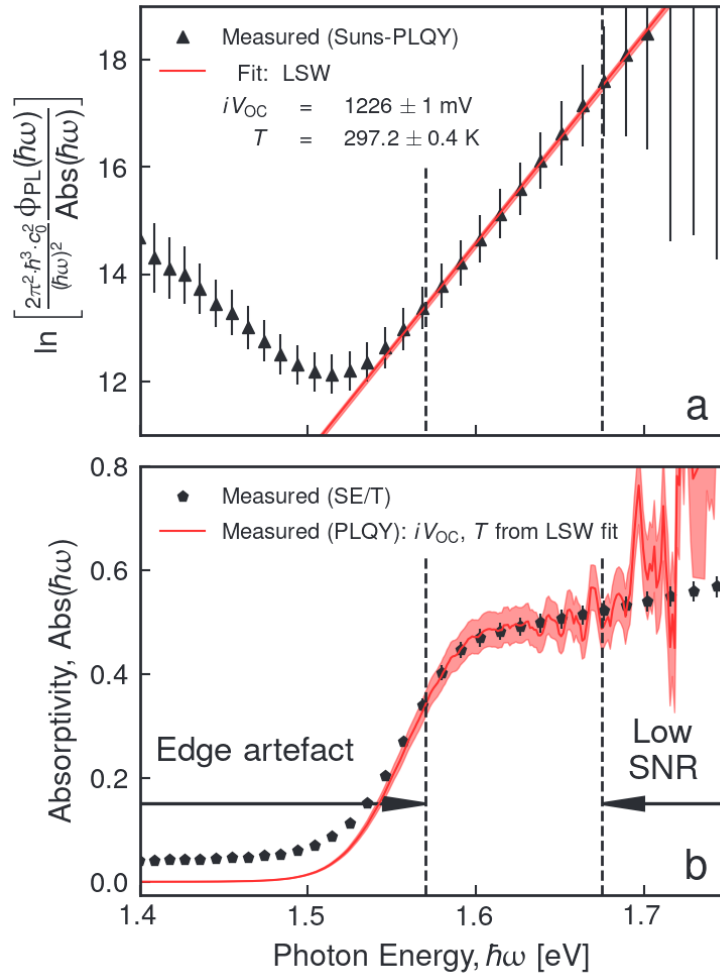 18
16
14
12
ln [ 2π²·ħ³·c₀² / (ħω)² Φ_PL(ħω) / Abs(ħω) ]
Measured (Suns-PLQY)
Fit: LSW
iV_OC = 1226 ± 1 mV
T = 297.2 ± 0.4 K
a
0.8
0.6
0.4
0.2
0.0
Absorptivity, Abs(ħω)
Measured (SE/T)
Measured (PLQY): iV_OC, T from LSW fit
Edge artefact
Low
SNR
b
1.4 1.5 1.6 1.7
Photon Energy, ħω [eV]